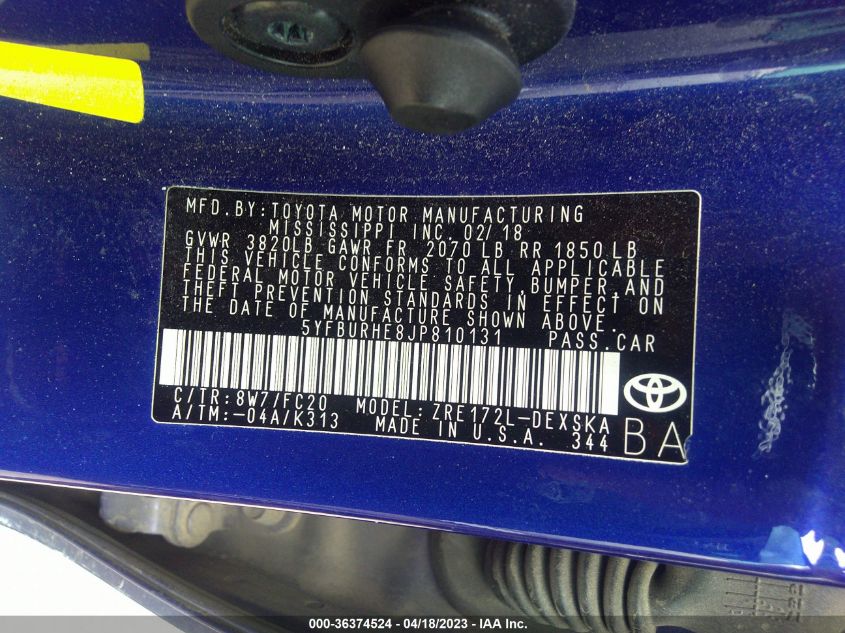 MFD. BY: TOYOTA MOTOR MANUFACTURING
MISSISSIPPI INC. 02/18
GVWR 3820LB GAWR FR 2070 LB RR 1850 LB
THIS VEHICLE CONFORMS TO ALL APPLICABLE
FEDERAL MOTOR VEHICLE SAFETY, BUMPER AND
THEFT PREVENTION STANDARDS IN EFFECT ON
THE DATE OF MANUFACTURE SHOWN ABOVE.
5YFBURHE8JP810131 PASS.CAR
C/TR:8W7/FC20 MODEL: ZRE172L-DEXSKA
A/TM:-04A/K313 MADE IN U.S.A. 344
BA
000-36374524 - 04/18/2023 - IAA Inc.